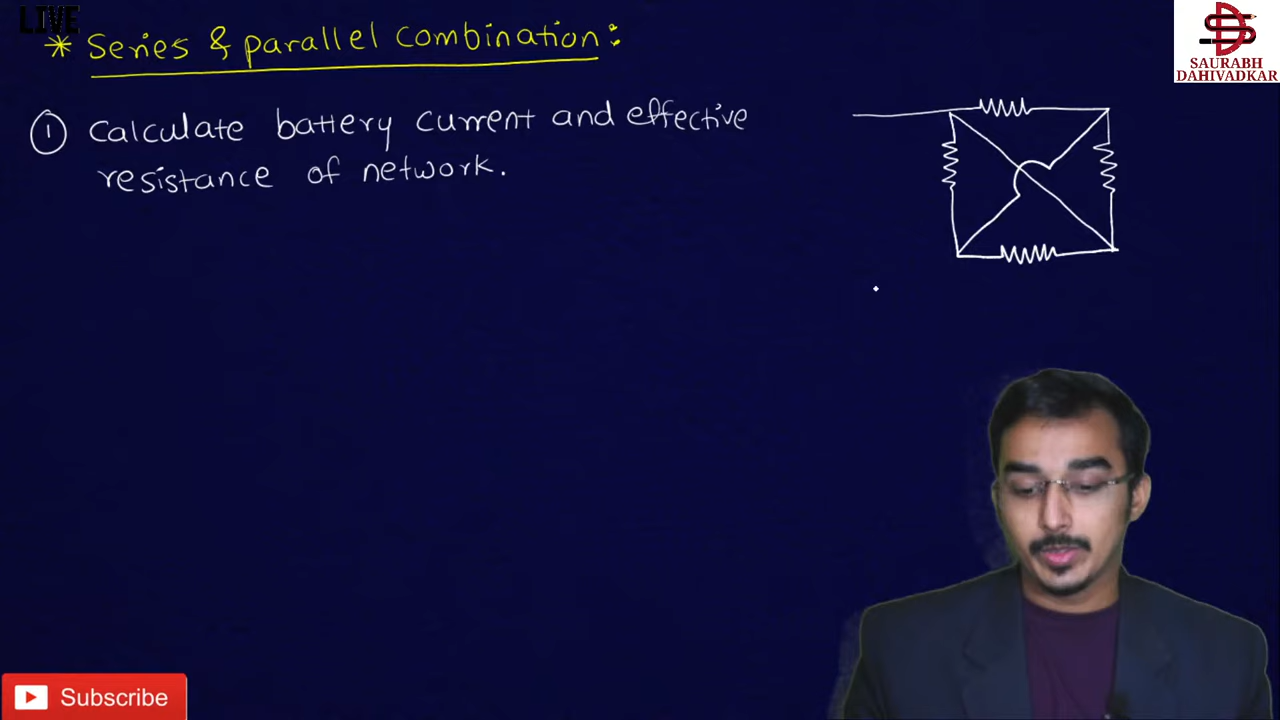 LIVE
* Series & parallel combination:
SAURABH
DAHIVADKAR
① Calculate battery current and effective
resistance of network.
Subscribe